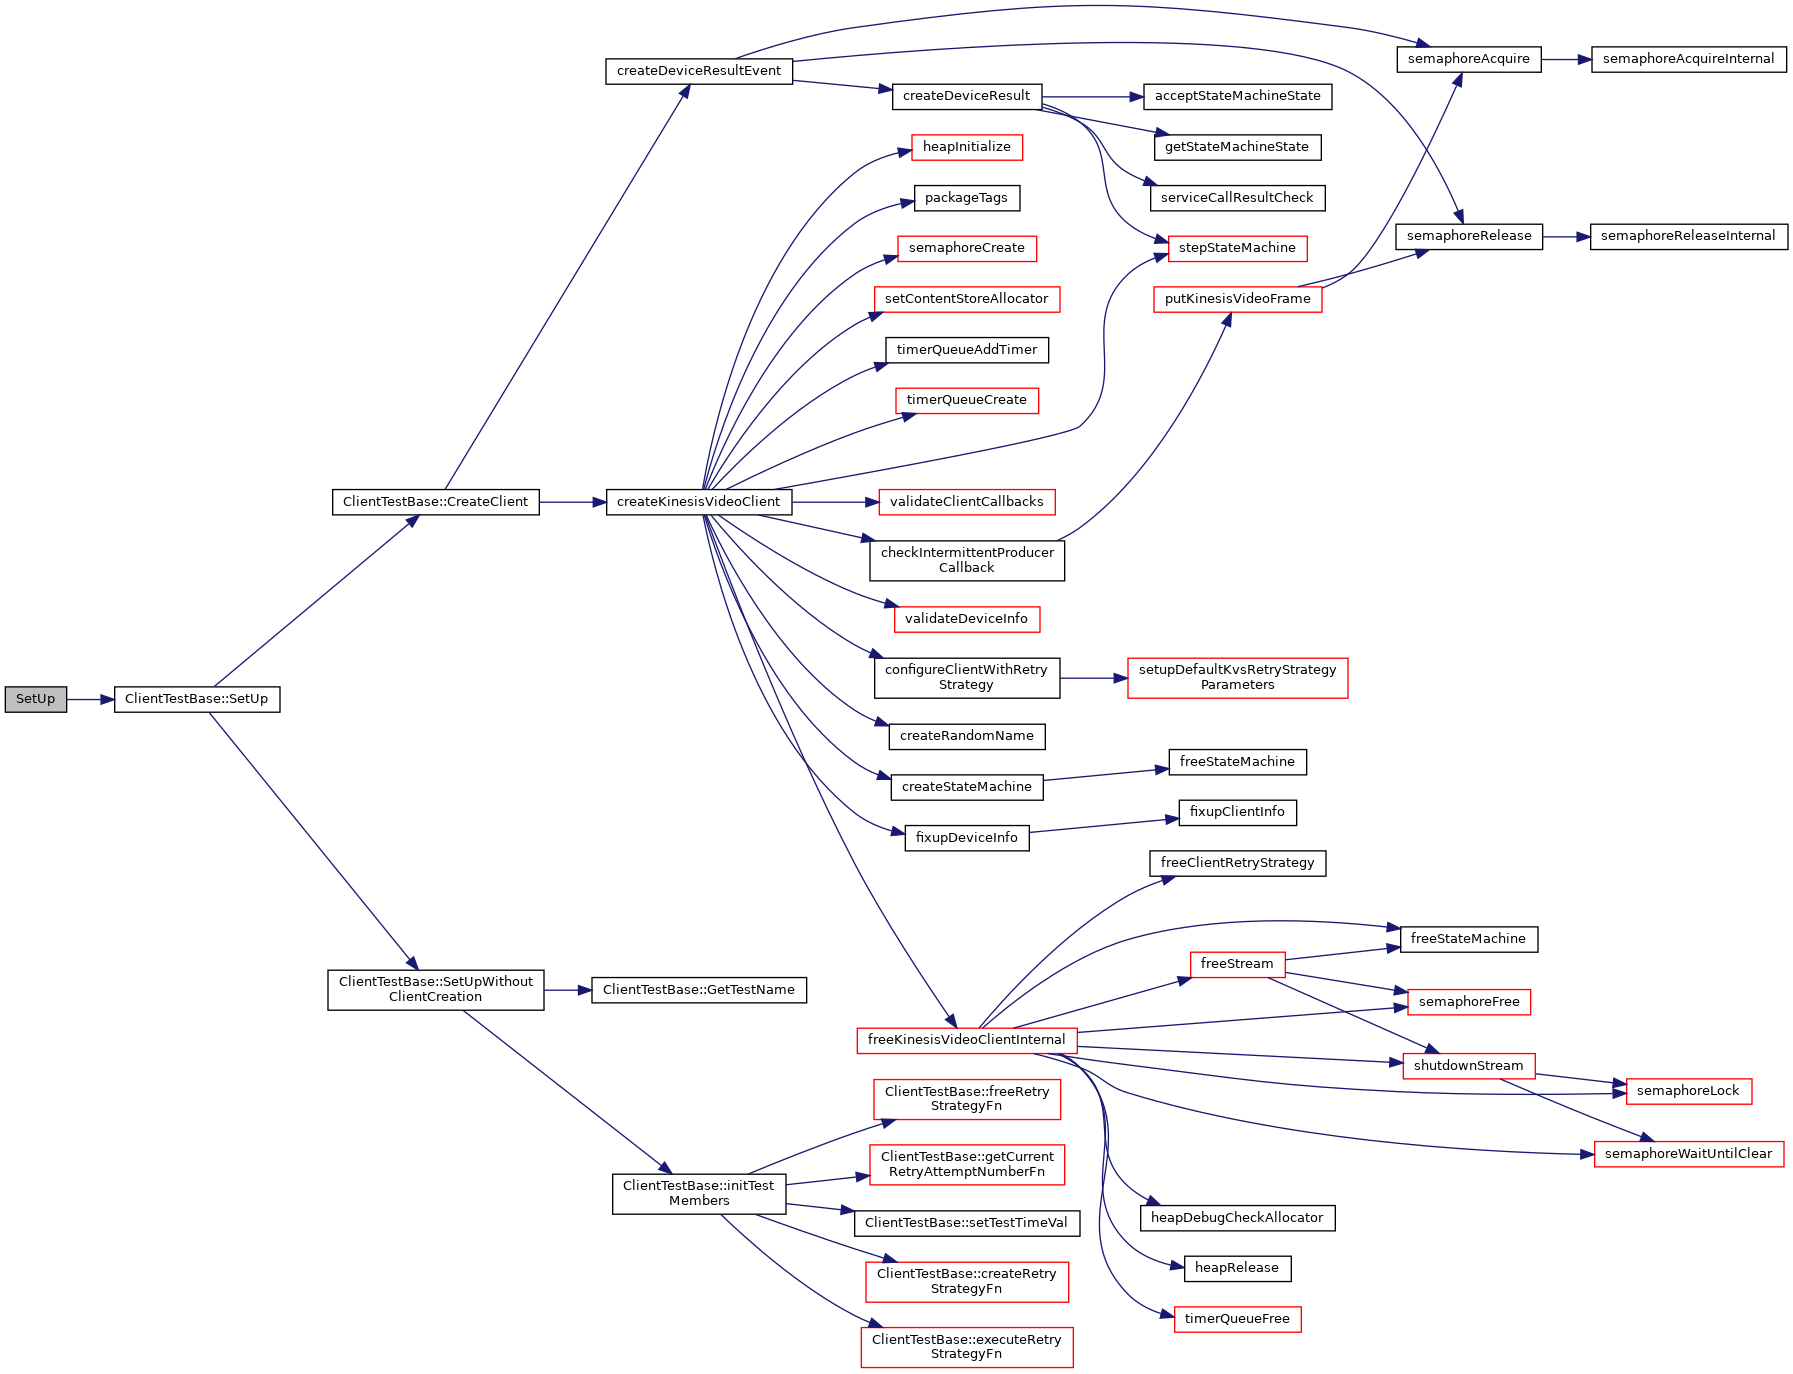 SetUp
ClientTestBase::SetUp
ClientTestBase::CreateClient
ClientTestBase::SetUpWithout
ClientCreation
createDeviceResultEvent
createKinesisVideoClient
ClientTestBase::GetTestName
ClientTestBase::initTest
Members
createDeviceResult
heapInitialize
packageTags
semaphoreCreate
setContentStoreAllocator
timerQueueAddTimer
timerQueueCreate
validateClientCallbacks
checkIntermittentProducer
Callback
validateDeviceInfo
configureClientWithRetry
Strategy
createRandomName
createStateMachine
fixupDeviceInfo
freeKinesisVideoClientInternal
ClientTestBase::freeRetry
StrategyFn
ClientTestBase::getCurrent
RetryAttemptNumberFn
ClientTestBase::setTestTimeVal
ClientTestBase::createRetry
StrategyFn
ClientTestBase::executeRetry
StrategyFn
acceptStateMachineState
getStateMachineState
serviceCallResultCheck
stepStateMachine
putKinesisVideoFrame
setupDefaultKvsRetryStrategy
Parameters
freeStateMachine
fixupClientInfo
freeClientRetryStrategy
freeStream
heapDebugCheckAllocator
heapRelease
timerQueueFree
semaphoreAcquire
semaphoreRelease
freeStateMachine
semaphoreFree
shutdownStream
semaphoreAcquireInternal
semaphoreReleaseInternal
semaphoreLock
semaphoreWaitUntilClear